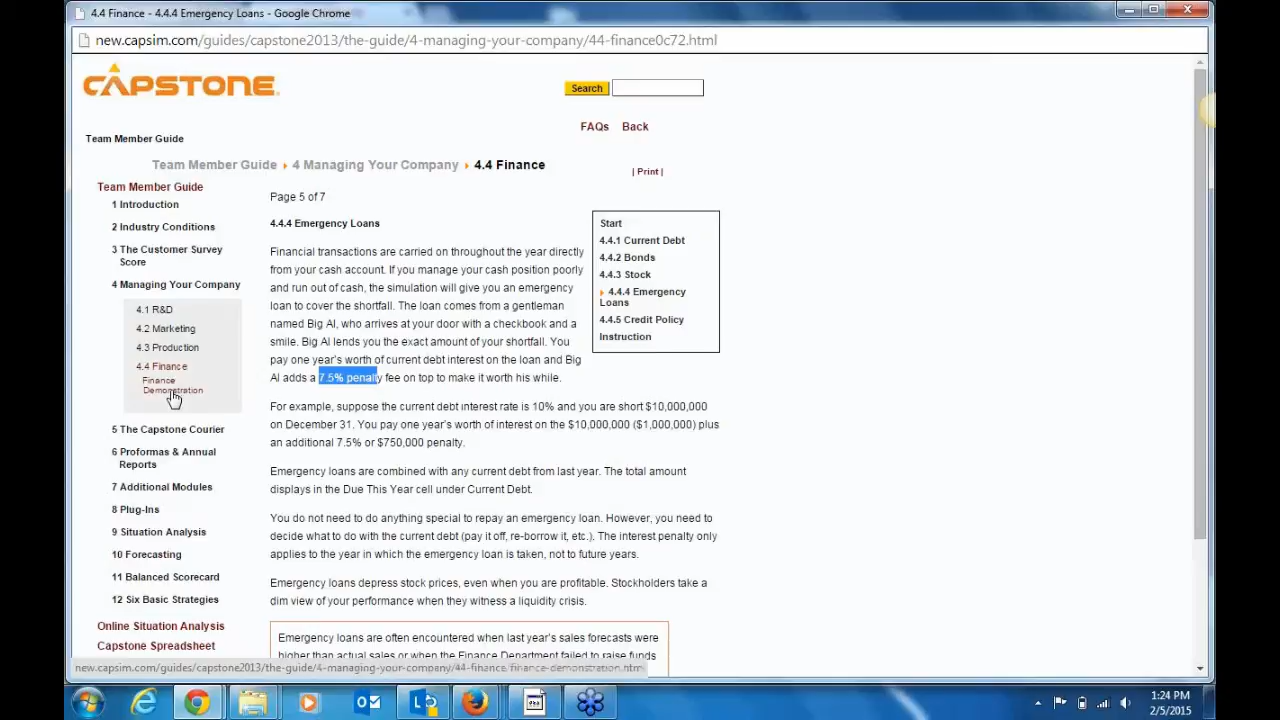 4.4 Finance - 4.4.4 Emergency Loans - Google Chrome
new.capsim.com/guides/capstone2013/the-guide/4-managing-your-company/44-finance0c72.html
CAPSTONE
Search
FAQs Back
Team Member Guide
Team Member Guide 4 Managing Your Company 4.4 Finance
| Print |
Team Member Guide
1 Introduction
2 Industry Conditions
3 The Customer Survey
Score
4 Managing Your Company
4.1 R&D
4.2 Marketing
4.3 Production
4.4 Finance
Finance
Demonstration
5 The Capstone Courier
6 Proformas & Annual
Reports
7 Additional Modules
8 Plug-Ins
9 Situation Analysis
10 Forecasting
11 Balanced Scorecard
12 Six Basic Strategies
Online Situation Analysis
Capstone Spreadsheet
Page 5 of 7
4.4.4 Emergency Loans
Financial transactions are carried on throughout the year directly
from your cash account. If you manage your cash position poorly
and run out of cash, the simulation will give you an emergency
loan to cover the shortfall. The loan comes from a gentleman
named Big Al, who arrives at your door with a checkbook and a
smile. Big Al lends you the exact amount of your shortfall. You
pay one year's worth of current debt interest on the loan and Big
Al adds a 7.5% penalty fee on top to make it worth his while.
For example, suppose the current debt interest rate is 10% and you are short $10,000,000
on December 31. You pay one year's worth of interest on the $10,000,000 ($1,000,000) plus
an additional 7.5% or $750,000 penalty.
Emergency loans are combined with any current debt from last year. The total amount
displays in the Due This Year cell under Current Debt.
You do not need to do anything special to repay an emergency loan. However, you need to
decide what to do with the current debt (pay it off, re-borrow it, etc.). The interest penalty only
applies to the year in which the emergency loan is taken, not to future years.
Emergency loans depress stock prices, even when you are profitable. Stockholders take a
dim view of your performance when they witness a liquidity crisis.
Emergency loans are often encountered when last year's sales forecasts were
higher than actual sales or when the Finance Department failed to raise funds
Start
4.4.1 Current Debt
4.4.2 Bonds
4.4.3 Stock
4.4.4 Emergency
Loans
4.4.5 Credit Policy
Instruction
new.capsim.com/guides/capstone2013/the-guide/4-managing-your-company/44-finance/finance-demonstration.htm
1:24 PM
2/5/2015